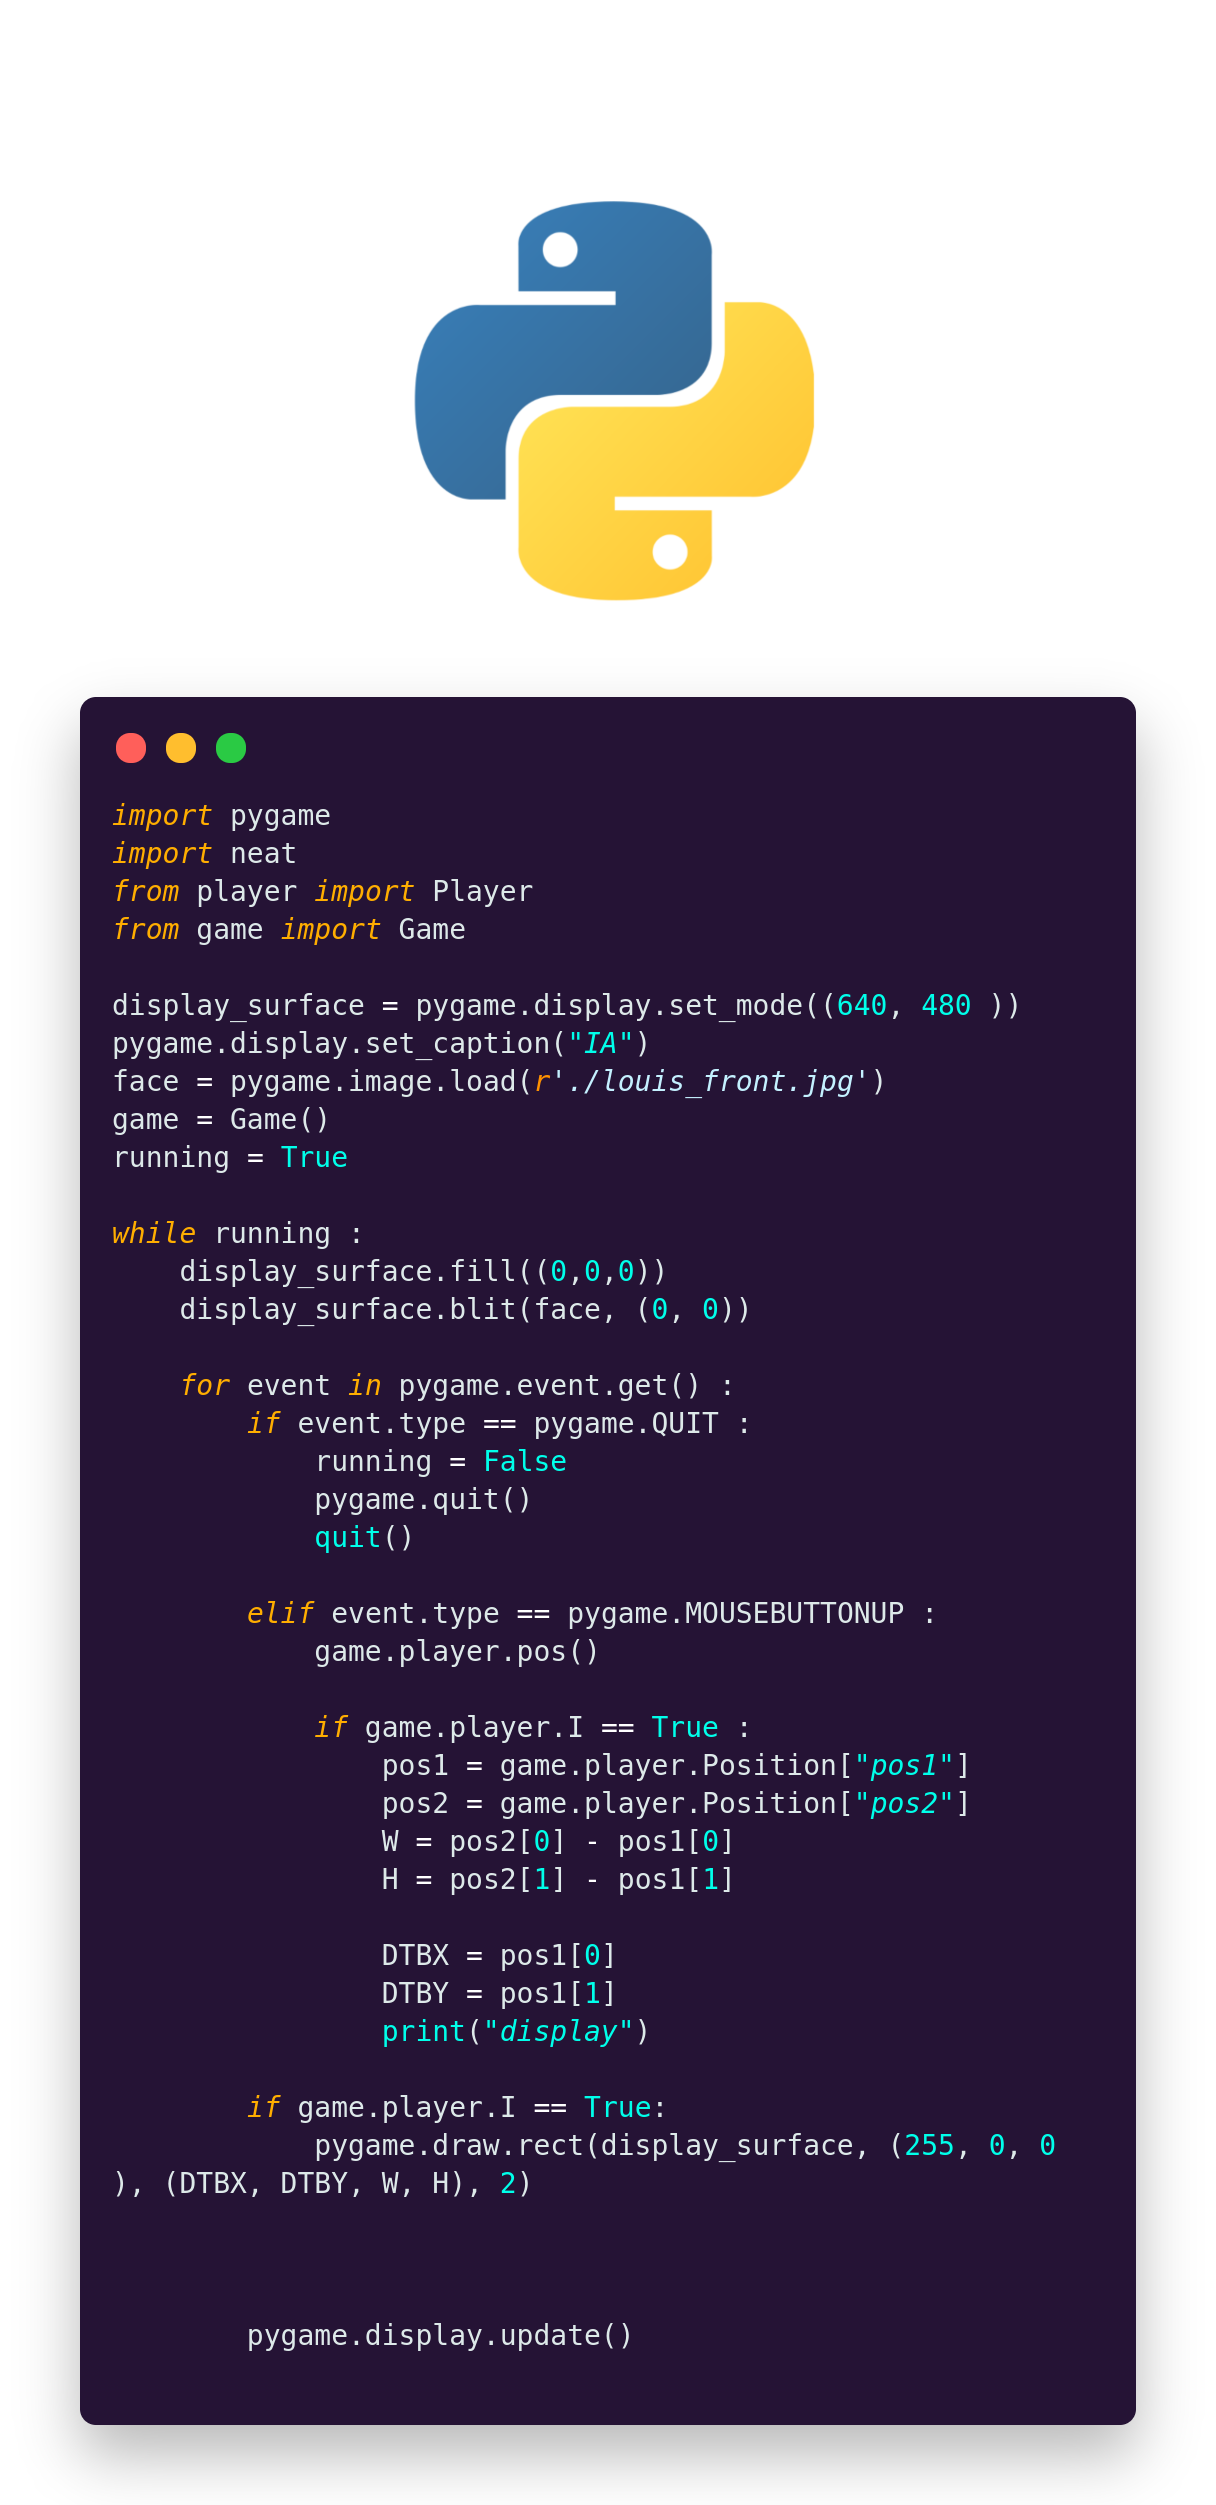 import pygame
import neat
from player import Player
from game import Game

display_surface = pygame.display.set_mode((640, 480 ))
pygame.display.set_caption("IA")
face = pygame.image.load(r'./louis_front.jpg')
game = Game()
running = True

while running :
    display_surface.fill((0,0,0))
    display_surface.blit(face, (0, 0))

    for event in pygame.event.get() :
        if event.type == pygame.QUIT :
            running = False
            pygame.quit()
            quit()

        elif event.type == pygame.MOUSEBUTTONUP :
            game.player.pos()

            if game.player.I == True :
                pos1 = game.player.Position["pos1"]
                pos2 = game.player.Position["pos2"]
                W = pos2[0] - pos1[0]
                H = pos2[1] - pos1[1]

                DTBX = pos1[0]
                DTBY = pos1[1]
                print("display")

        if game.player.I == True:
            pygame.draw.rect(display_surface, (255, 0, 0
), (DTBX, DTBY, W, H), 2)

        pygame.display.update()